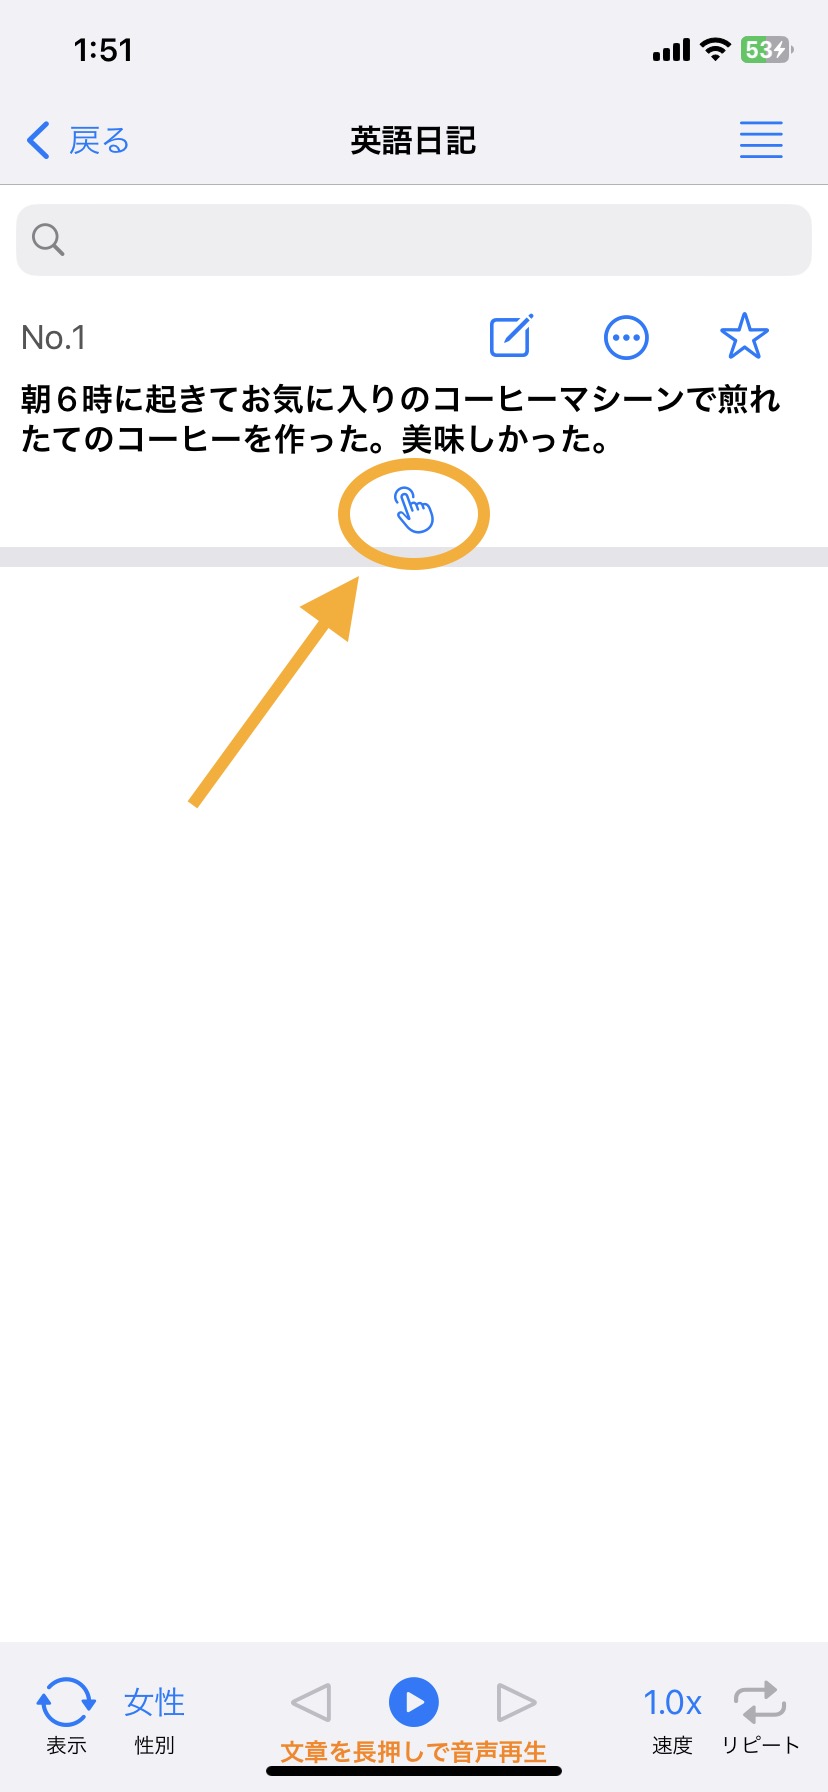 1:51
53
戻る
英語日記
No.1
朝６時に起きてお気に入りのコーヒーマシーンで煎れ
たてのコーヒーを作った。美味しかった。
女性
1.0x
表示
性別
文章を長押しで音声再生
速度
リピート